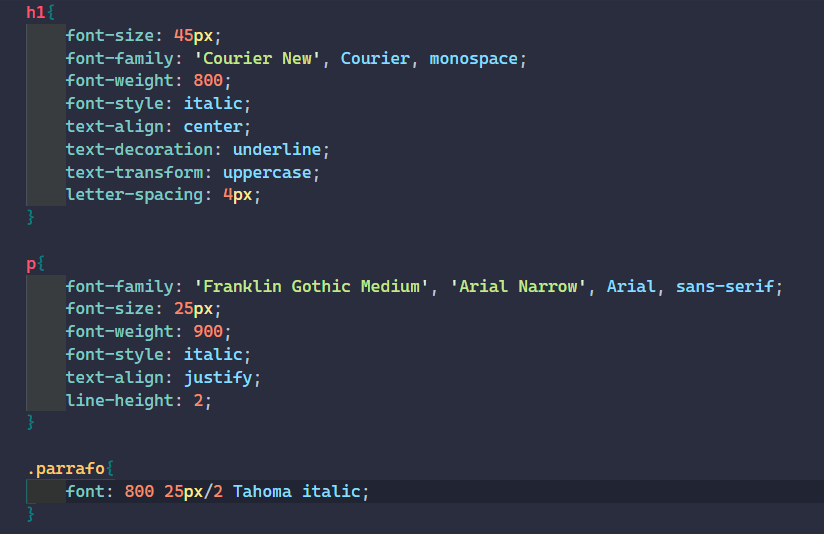 h1{
font-size: 45px;
font-family: 'Courier New', Courier, monospace;
font-weight: 800;
font-style: italic;
text-align: center;
text-decoration: underline;
text-transform: uppercase;
letter-spacing: 4px;
}
p{
font-family: 'Franklin Gothic Medium', 'Arial Narrow', Arial, sans-serif;
font-size: 25px;
font-weight: 900;
font-style: italic;
text-align: justify;
line-height: 2;
}
.parrafo{
font: 800 25px/2 Tahoma italic;
}